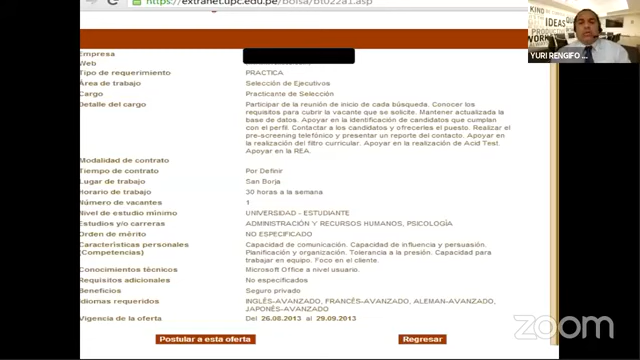 https://extranet.upc.edu.pe/bolsa/bt022a1.asp
Empresa
Web
Tipo de requerimiento PRACTICA
Área de trabajo Selección de Ejecutivos
Cargo Practicante de Selección
Detalle del cargo Participar de la reunión de inicio de cada búsqueda. Conocer los
requisitos para cubrir la vacante que se solicite. Mantener actualizada la
base de datos. Apoyar en la identificación de candidatos que cumplan
con el perfil. Contactar a los candidatos y ofrecerles el puesto. Realizar el
pre-screening telefónico y presentar un reporte del contacto. Apoyar en
la realización del filtro curricular. Apoyar en la realización de Acid Test.
Apoyar en la REA.
Modalidad de contrato
Tiempo de contrato Por Definir
Lugar de trabajo San Borja
Horario de trabajo 30 horas a la semana
Número de vacantes 1
Nivel de estudio mínimo UNIVERSIDAD - ESTUDIANTE
Estudios y/o carreras ADMINISTRACIÓN Y RECURSOS HUMANOS, PSICOLOGÍA
Orden de mérito NO ESPECIFICADO
Características personales Capacidad de comunicación. Capacidad de influencia y persuasión.
(Competencias) Planificación y organización. Tolerancia a la presión. Capacidad para
trabajar en equipo. Foco en el cliente.
Conocimientos técnicos Microsoft Office a nivel usuario.
Requisitos adicionales No especificados
Beneficios Seguro privado
Idiomas requeridos INGLÉS-AVANZADO, FRANCÉS-AVANZADO, ALEMAN-AVANZADO,
JAPONÉS-AVANZADO
Vigencia de la oferta Del 26.08.2013 al 29.09.2013
Postular a esta oferta Regresar
KIND
IDEAS
WORK
YURI RENGIFO ...
zoom